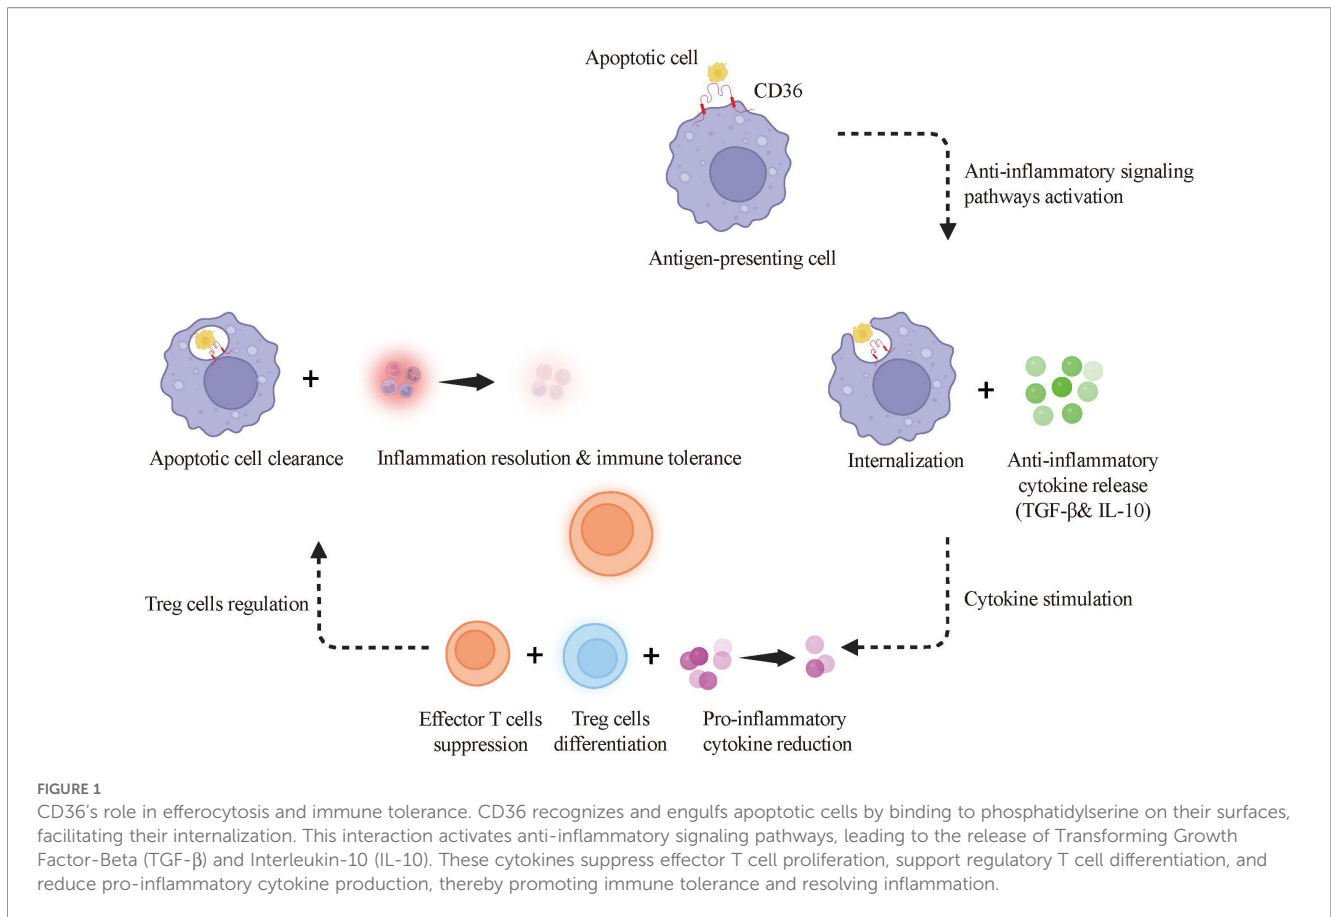 Apoptotic cell
CD36
Anti-inflammatory signaling
pathways activation
Antigen-presenting cell
Apoptotic cell clearance
Inflammation resolution & immune tolerance
Internalization
Anti-inflammatory
cytokine release
(TGF-β& IL-10)
Treg cells regulation
Cytokine stimulation
Effector T cells
suppression
Treg cells
differentiation
Pro-inflammatory
cytokine reduction
FIGURE 1
CD36's role in efferocytosis and immune tolerance. CD36 recognizes and engulfs apoptotic cells by binding to phosphatidylserine on their surfaces,
facilitating their internalization. This interaction activates anti-inflammatory signaling pathways, leading to the release of Transforming Growth
Factor-Beta (TGF-β) and Interleukin-10 (IL-10). These cytokines suppress effector T cell proliferation, support regulatory T cell differentiation, and
reduce pro-inflammatory cytokine production, thereby promoting immune tolerance and resolving inflammation.